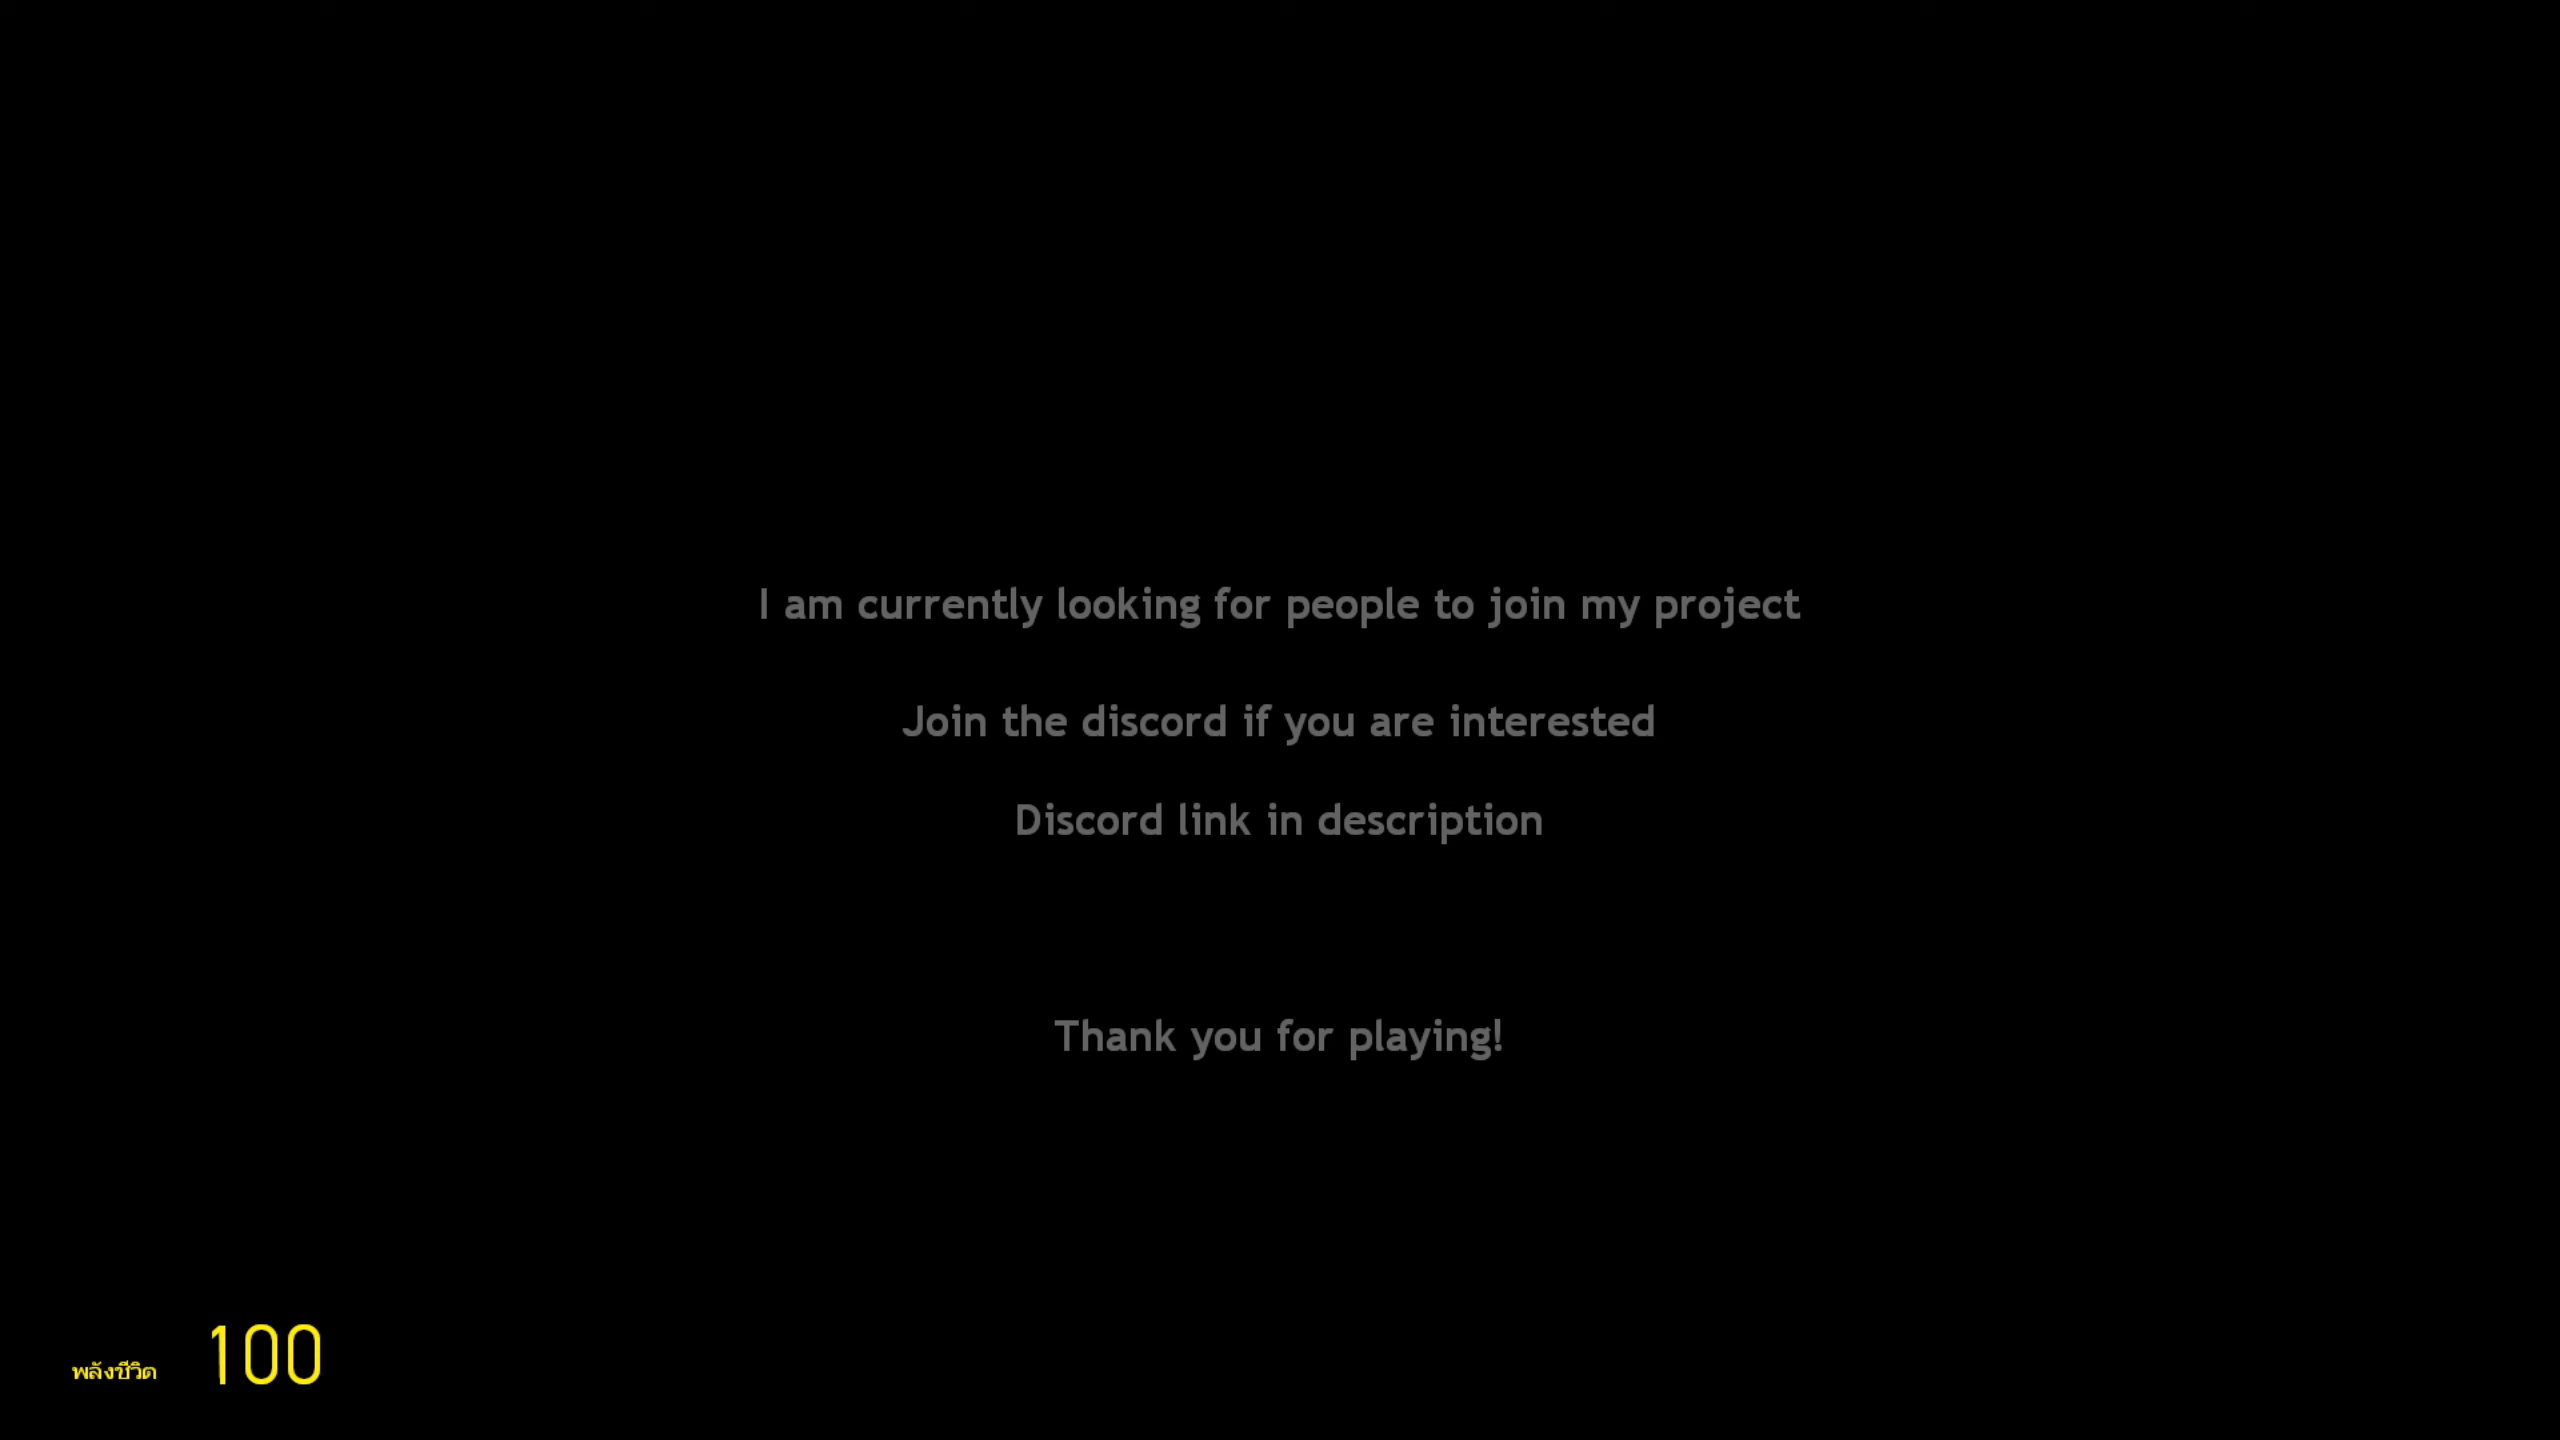 I am currently looking for people to join my project
Join the discord if you are interested
Discord link in description
Thank you for playing!
พลังชีวิต 100